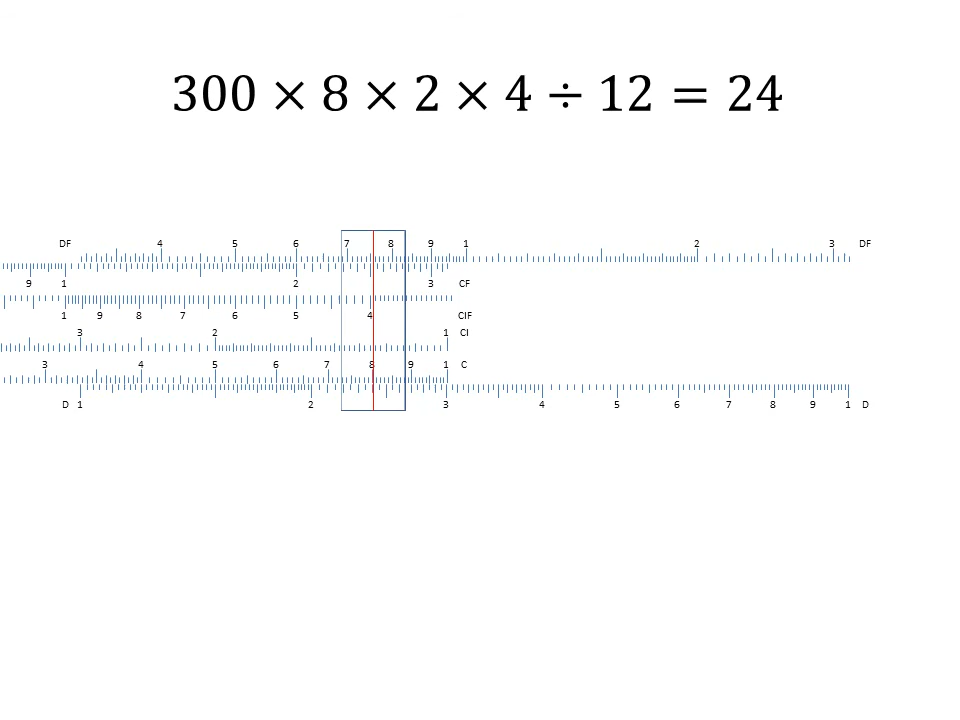 300 × 8 × 2 × 4 ÷ 12 = 24
DF 4 5 6 7 8 9 1 2 3 DF
9 1 2 3 CF
1 9 8 7 6 5 4 CIF
3 2 1 CI
3 4 5 6 7 8 9 1 C
D 1 2 3 4 5 6 7 8 9 1 D